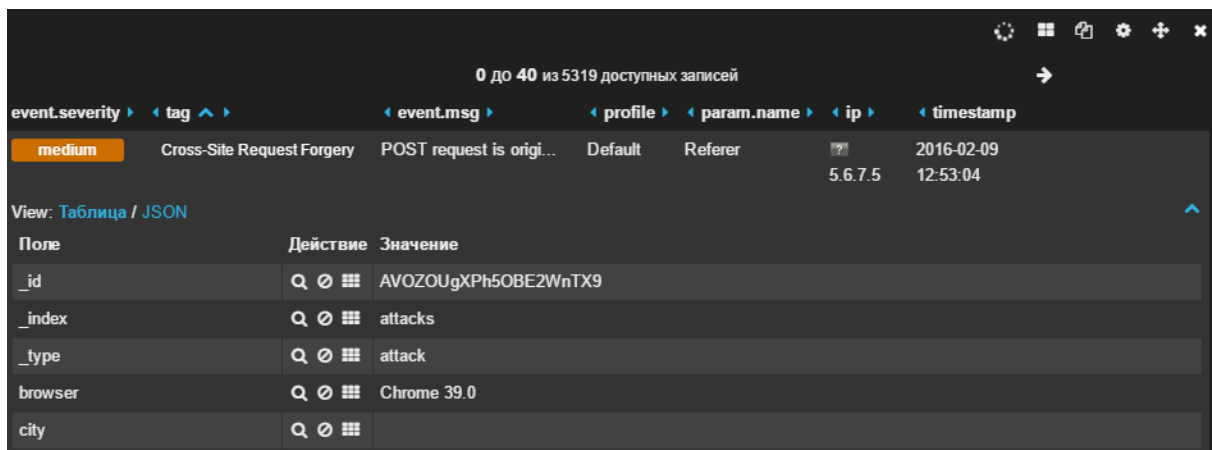 0 до 40 из 5319 доступных записей
event.severity tag event.msg profile param.name ip timestamp
medium Cross-Site Request Forgery POST request is origi... Default Referer ? 2016-02-09
5.6.7.5 12:53:04
View: Таблица / JSON
Поле Действие Значение
_id AVOZOUgXPh5OBE2WnTX9
_index attacks
_type attack
browser Chrome 39.0
city